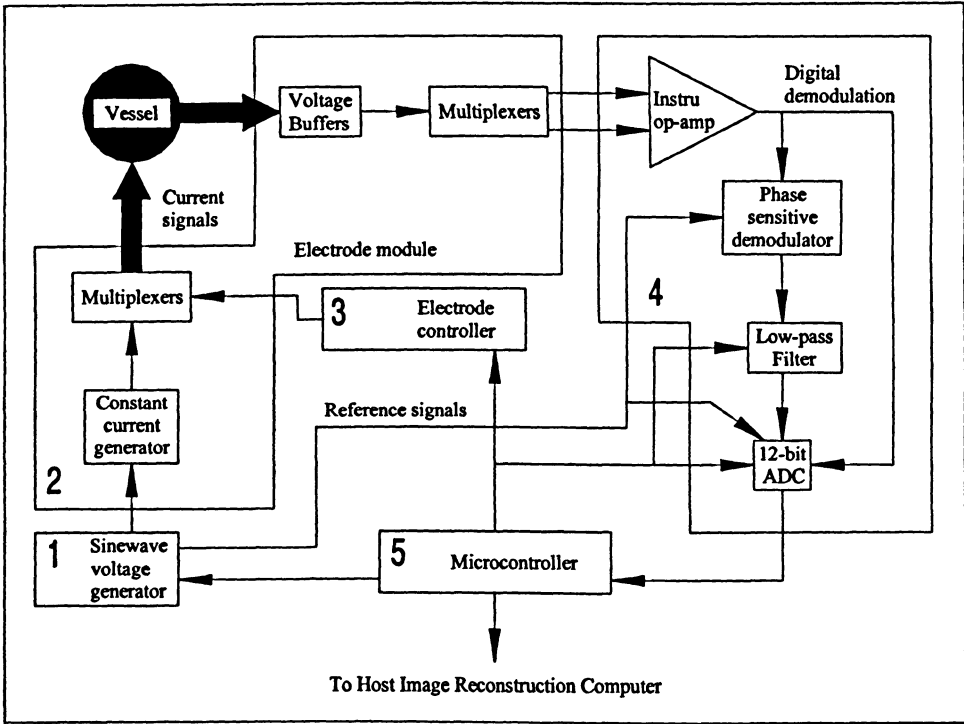 Vessel
Voltage
Buffers
Multiplexers
Instru
op-amp
Digital
demodulation
Current
signals
Phase
sensitive
demodulator
Electrode module
Multiplexers
3
Electrode
controller
4
Low-pass
Filter
Constant
current
generator
Reference signals
12-bit
ADC
2
1
Sinewave
voltage
generator
5
Microcontroller
To Host Image Reconstruction Computer